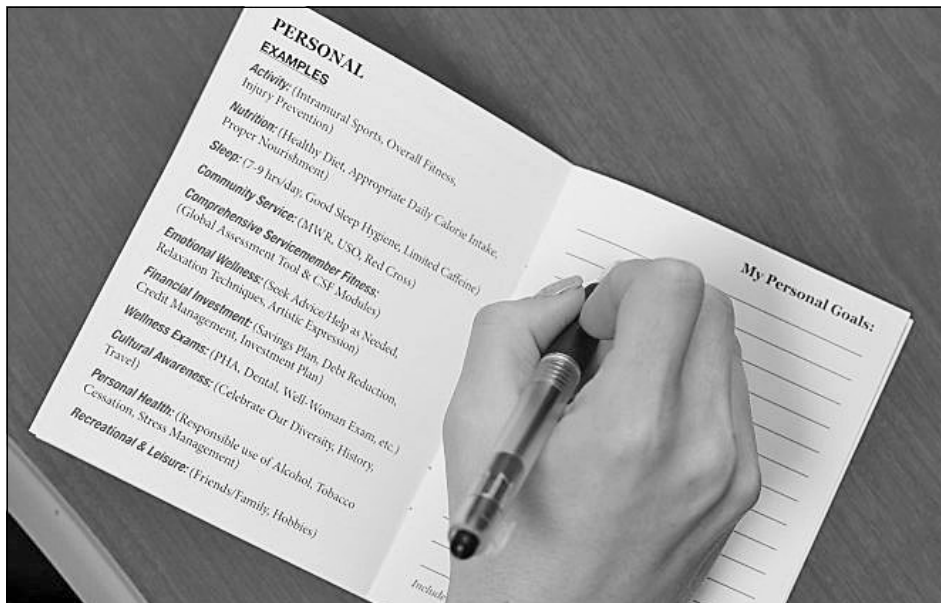 PERSONAL
EXAMPLES
Activity: (Intramural Sports, Overall Fitness,
Injury Prevention)
Nutrition: (Healthy Diet, Appropriate Daily Calorie Intake,
Proper Nourishment)
Sleep: (7-9 hrs/day, Good Sleep Hygiene, Limited Caffeine)
Community Service: (MWR, USO, Red Cross)
Comprehensive Servicemember Fitness:
(Global Assessment Tool & CSF Modules)
Emotional Wellness: (Seek Advice/Help as Needed,
Relaxation Techniques, Artistic Expression)
Financial Investment: (Savings Plan, Debt Reduction,
Credit Management, Investment Plan)
Wellness Exams: (PHA, Dental, Well-Woman Exam, etc.)
Cultural Awareness: (Celebrate Our Diversity, History,
Travel)
Personal Health: (Responsible use of Alcohol, Tobacco
Cessation, Stress Management)
Recreational & Leisure: (Friends/Family, Hobbies)
My Personal Goals: